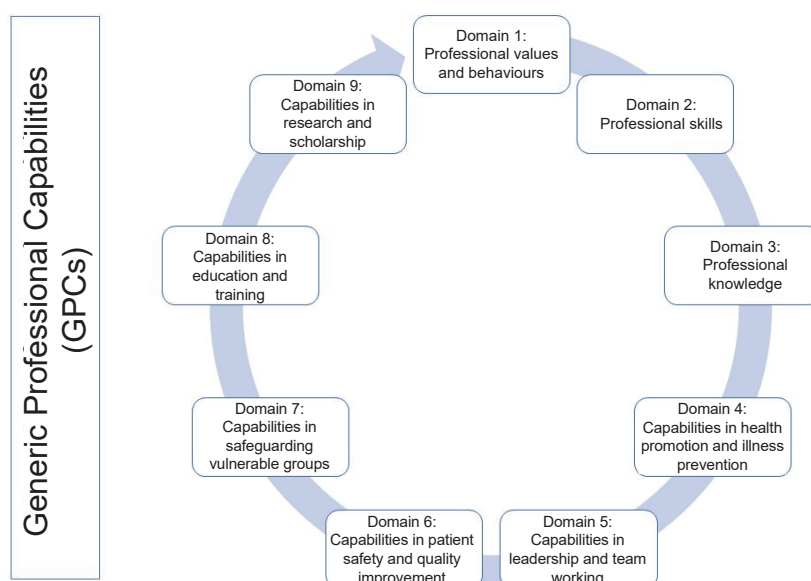 Generic Professional Capabilities
(GPCs)
Domain 1:
Professional values
and behaviours
Domain 2:
Professional skills
Domain 3:
Professional
knowledge
Domain 4:
Capabilities in health
promotion and illness
prevention
Domain 5:
Capabilities in
leadership and team
working
Domain 6:
Capabilities in patient
safety and quality
improvement
Domain 7:
Capabilities in
safeguarding
vulnerable groups
Domain 8:
Capabilities in
education and
training
Domain 9:
Capabilities in
research and
scholarship